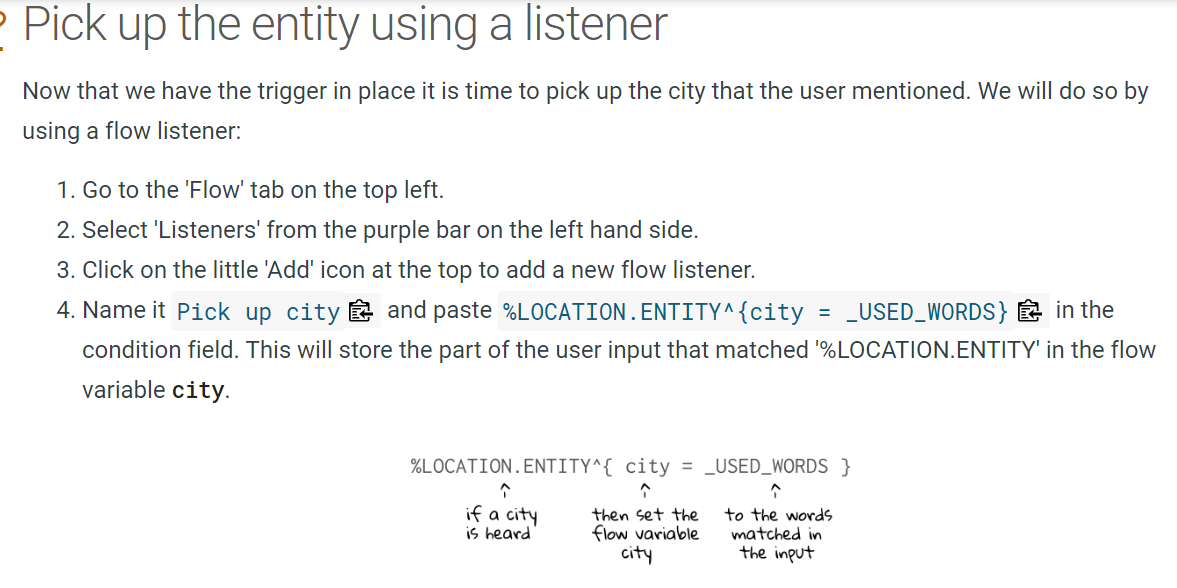 Pick up the entity using a listener
Now that we have the trigger in place it is time to pick up the city that the user mentioned. We will do so by
using a flow listener:
1. Go to the 'Flow' tab on the top left.
2. Select 'Listeners' from the purple bar on the left hand side.
3. Click on the little 'Add' icon at the top to add a new flow listener.
4. Name it Pick up city and paste %LOCATION.ENTITY^{city = _USED_WORDS} in the
condition field. This will store the part of the user input that matched '%LOCATION.ENTITY' in the flow
variable city.
%LOCATION.ENTITY^{ city = _USED_WORDS }
if a city
is heard
then set the
flow variable
city
to the words
matched in
the input